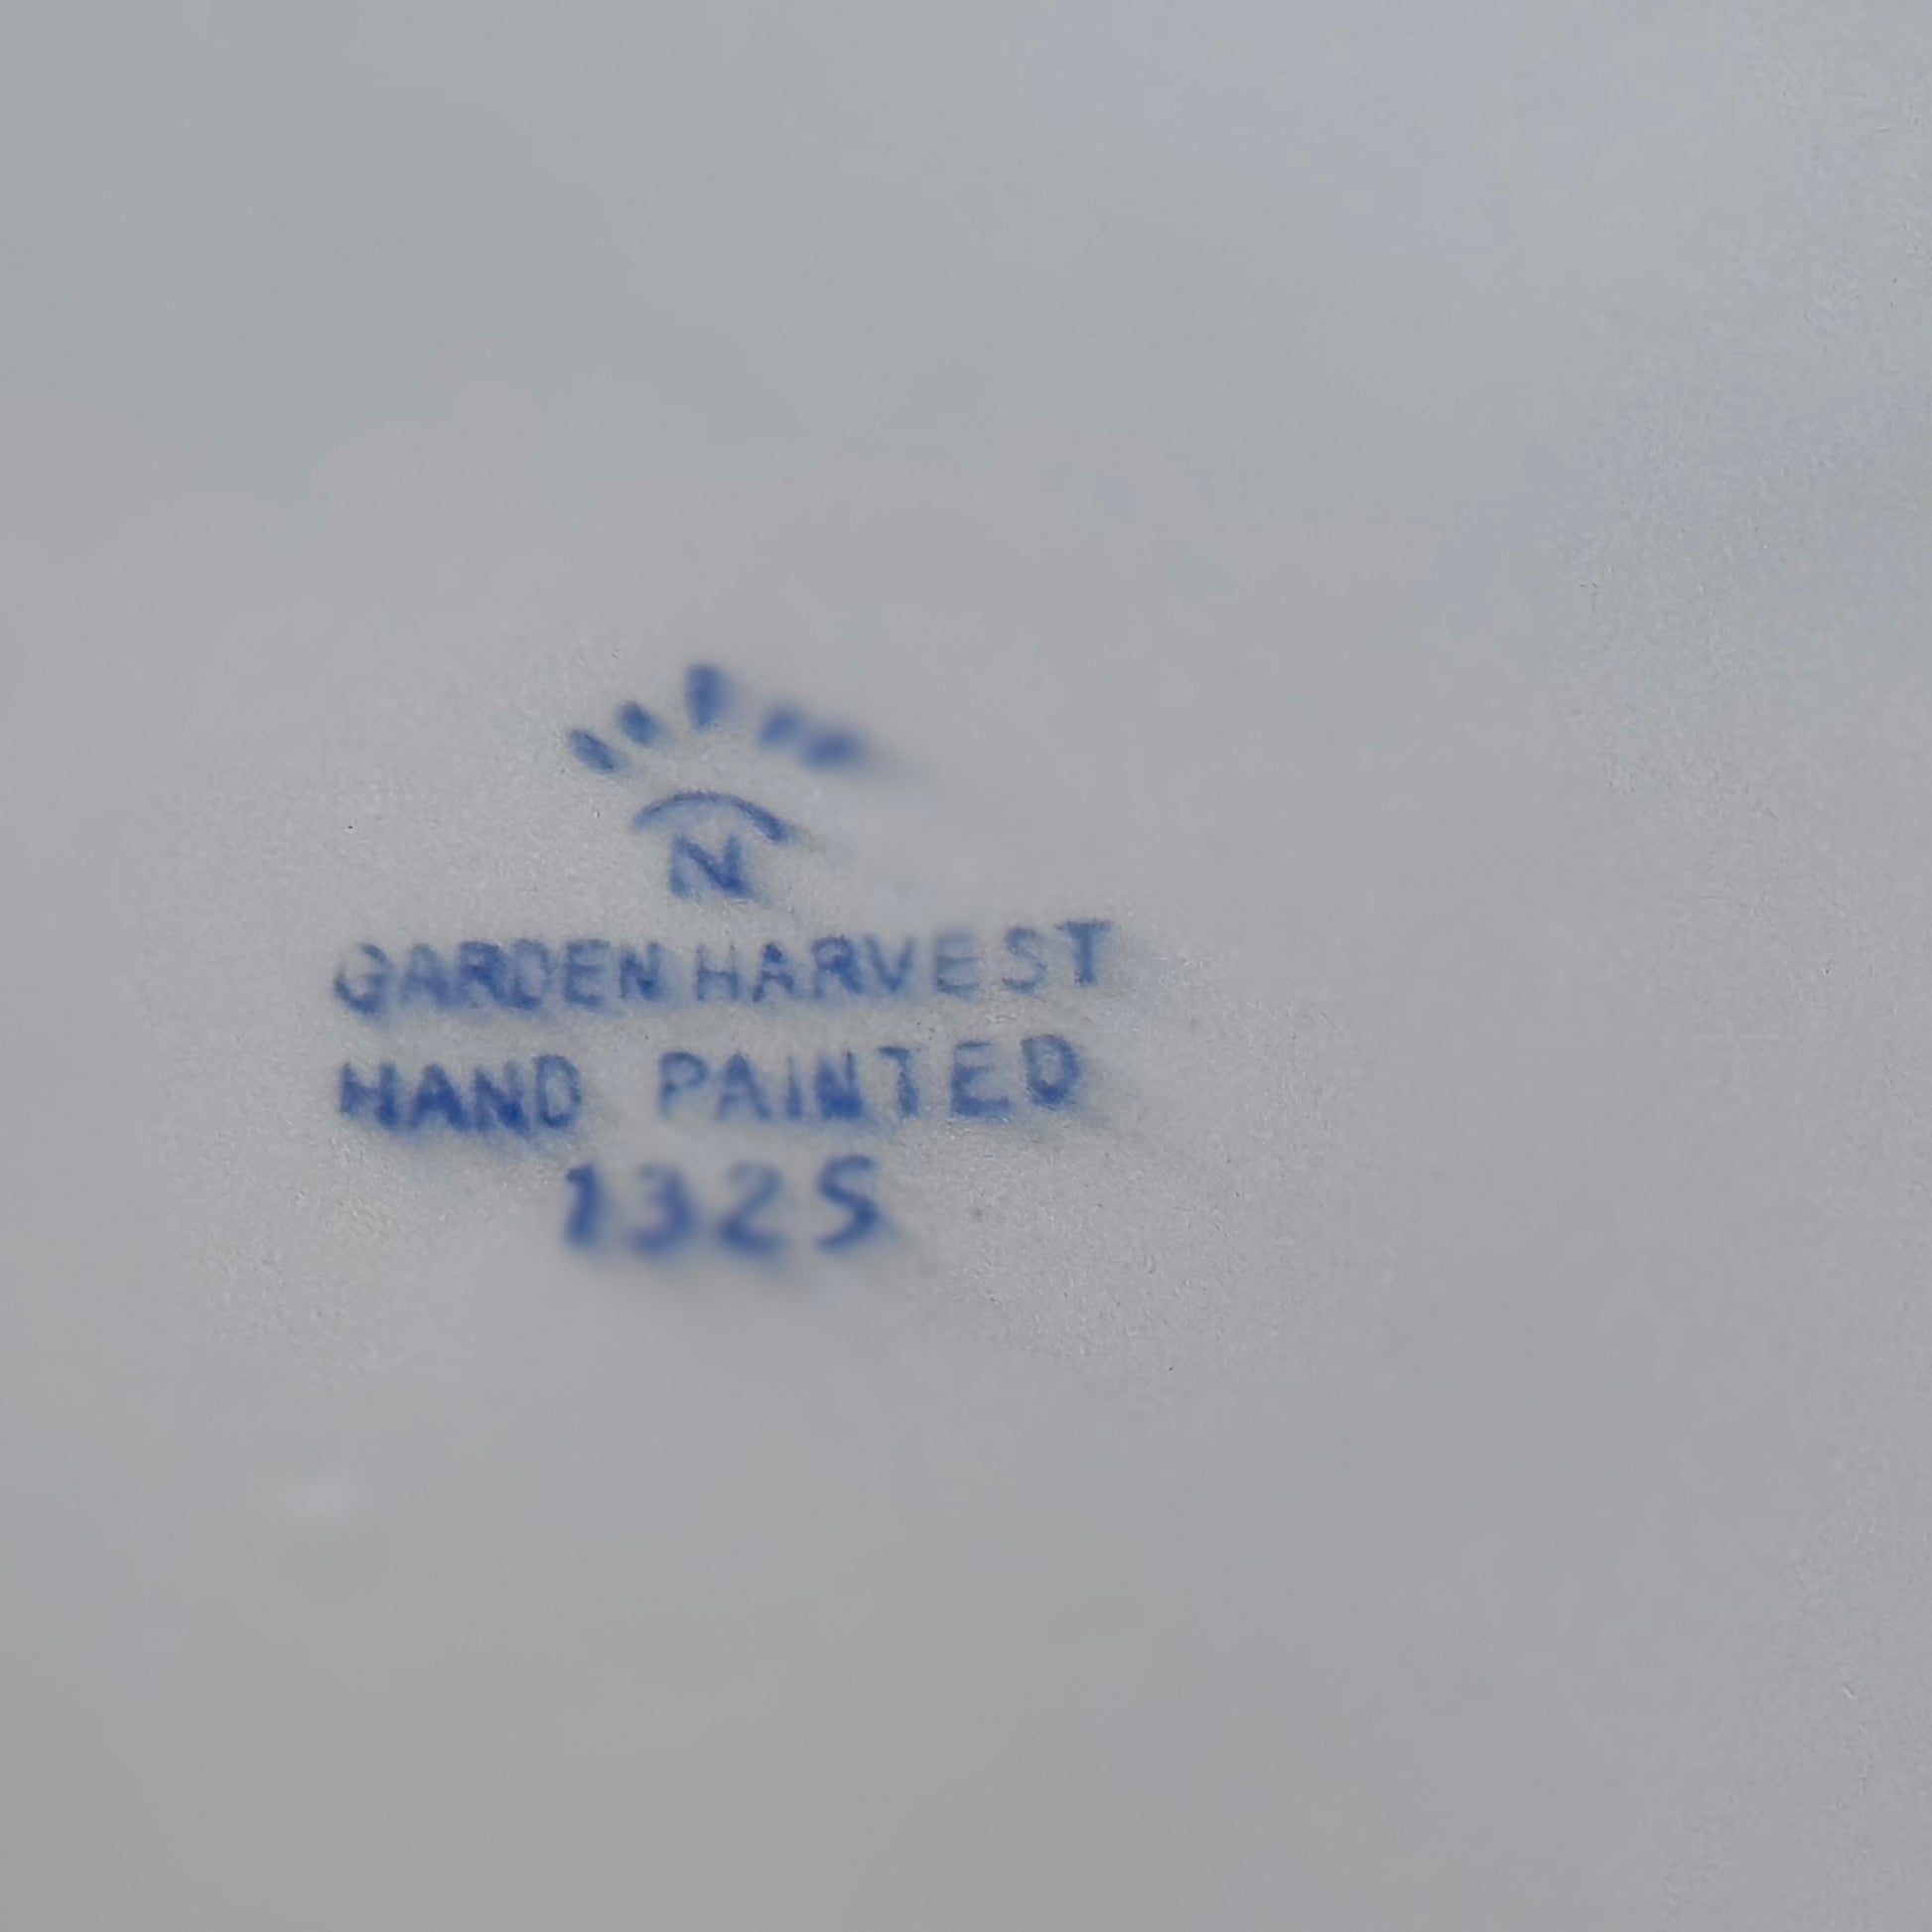 N
GARDEN HARVEST
HAND PAINTED
1325